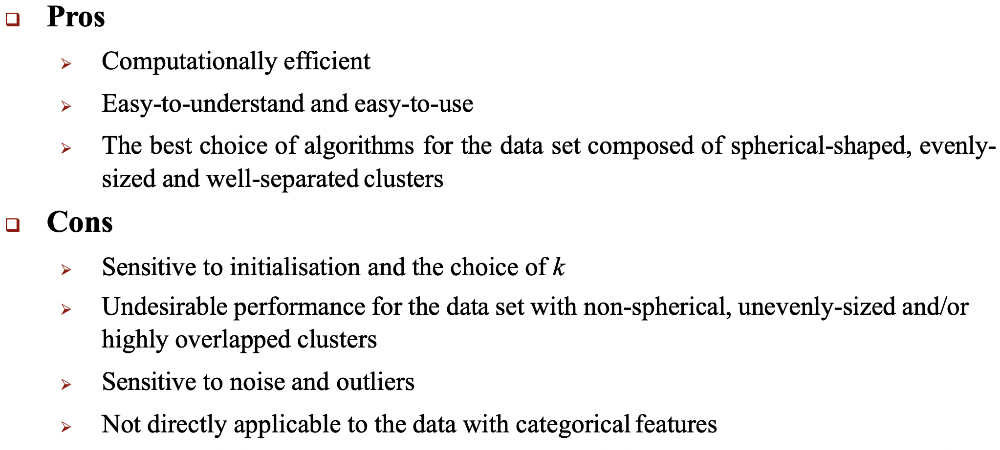 Pros
Computationally efficient
Easy-to-understand and easy-to-use
The best choice of algorithms for the data set composed of spherical-shaped, evenly-
sized and well-separated clusters
Cons
Sensitive to initialisation and the choice of k
Undesirable performance for the data set with non-spherical, unevenly-sized and/or
highly overlapped clusters
Sensitive to noise and outliers
Not directly applicable to the data with categorical features